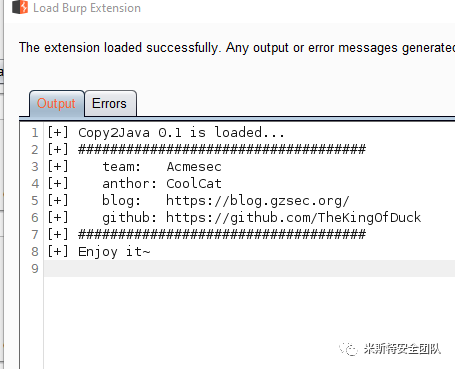 Load Burp Extension
The extension loaded successfully. Any output or error messages generated
Output Errors
1 [+] Copy2Java 0.1 is loaded...
2 [+] ####################################
3 [+] team: Acmesec
4 [+] anthor: CoolCat
5 [+] blog: https://blog.gzsec.org/
6 [+] github: https://github.com/TheKingOfDuck
7 [+] ####################################
8 [+] Enjoy it~
9
米斯特安全团队